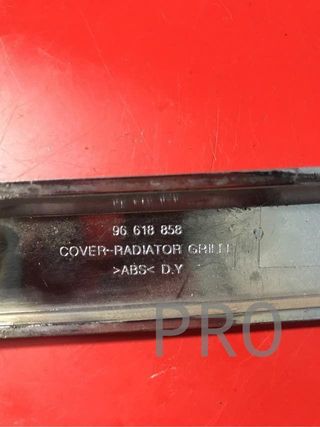 96 618 858
COVER-RADIATOR GRILL
>ABS< D.Y
PRO